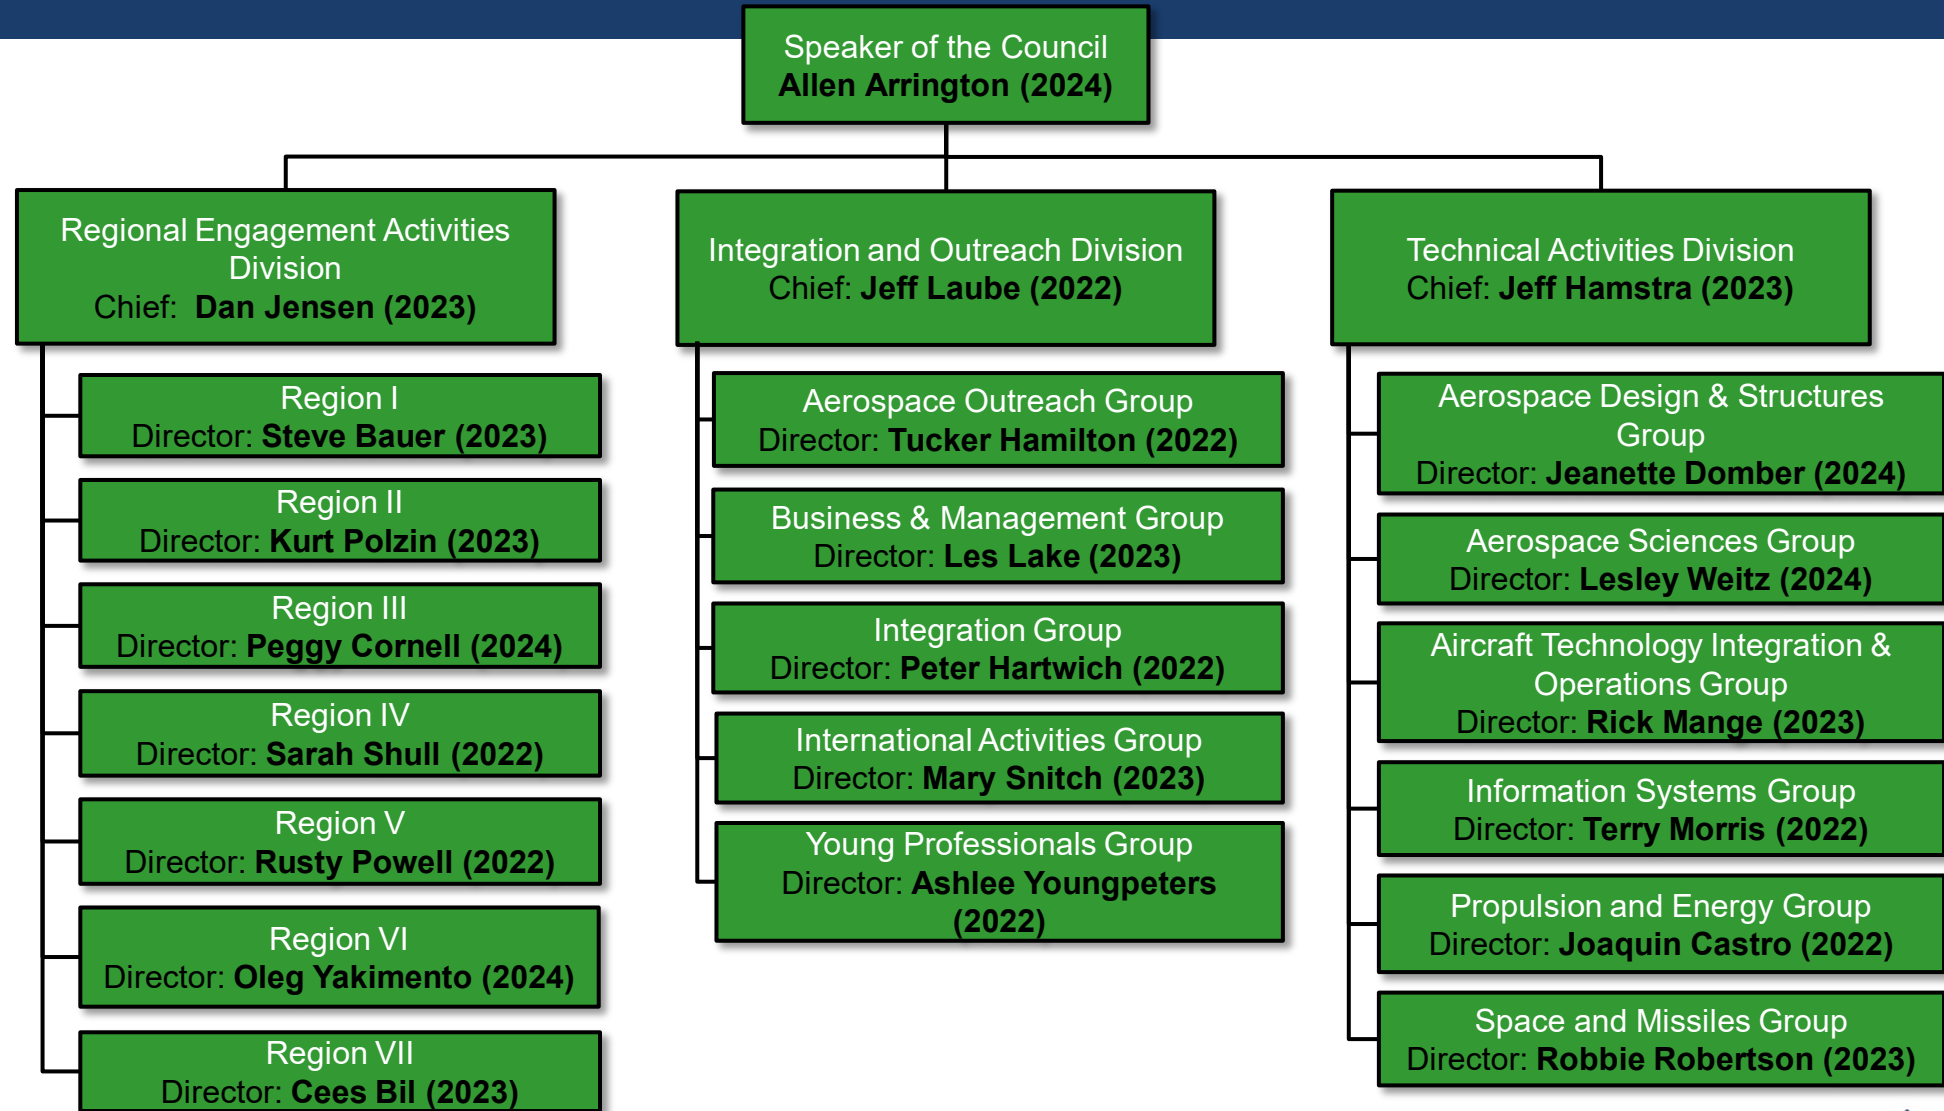 Speaker of the Council
Allen Arrington (2024)
Regional Engagement Activities
Division
Chief: Dan Jensen (2023)
Region I
Director: Steve Bauer (2023)
Region II
Director: Kurt Polzin (2023)
Region III
Director: Peggy Cornell (2024)
Region IV
Director: Sarah Shull (2022)
Region V
Director: Rusty Powell (2022)
Region VI
Director: Oleg Yakimento (2024)
Region VII
Director: Cees Bil (2023)
Integration and Outreach Division
Chief: Jeff Laube (2022)
Aerospace Outreach Group
Director: Tucker Hamilton (2022)
Business & Management Group
Director: Les Lake (2023)
Integration Group
Director: Peter Hartwich (2022)
International Activities Group
Director: Mary Snitch (2023)
Young Professionals Group
Director: Ashlee Youngpeters
(2022)
Technical Activities Division
Chief: Jeff Hamstra (2023)
Aerospace Design & Structures
Group
Director: Jeanette Domber (2024)
Aerospace Sciences Group
Director: Lesley Weitz (2024)
Aircraft Technology Integration &
Operations Group
Director: Rick Mange (2023)
Information Systems Group
Director: Terry Morris (2022)
Propulsion and Energy Group
Director: Joaquin Castro (2022)
Space and Missiles Group
Director: Robbie Robertson (2023)